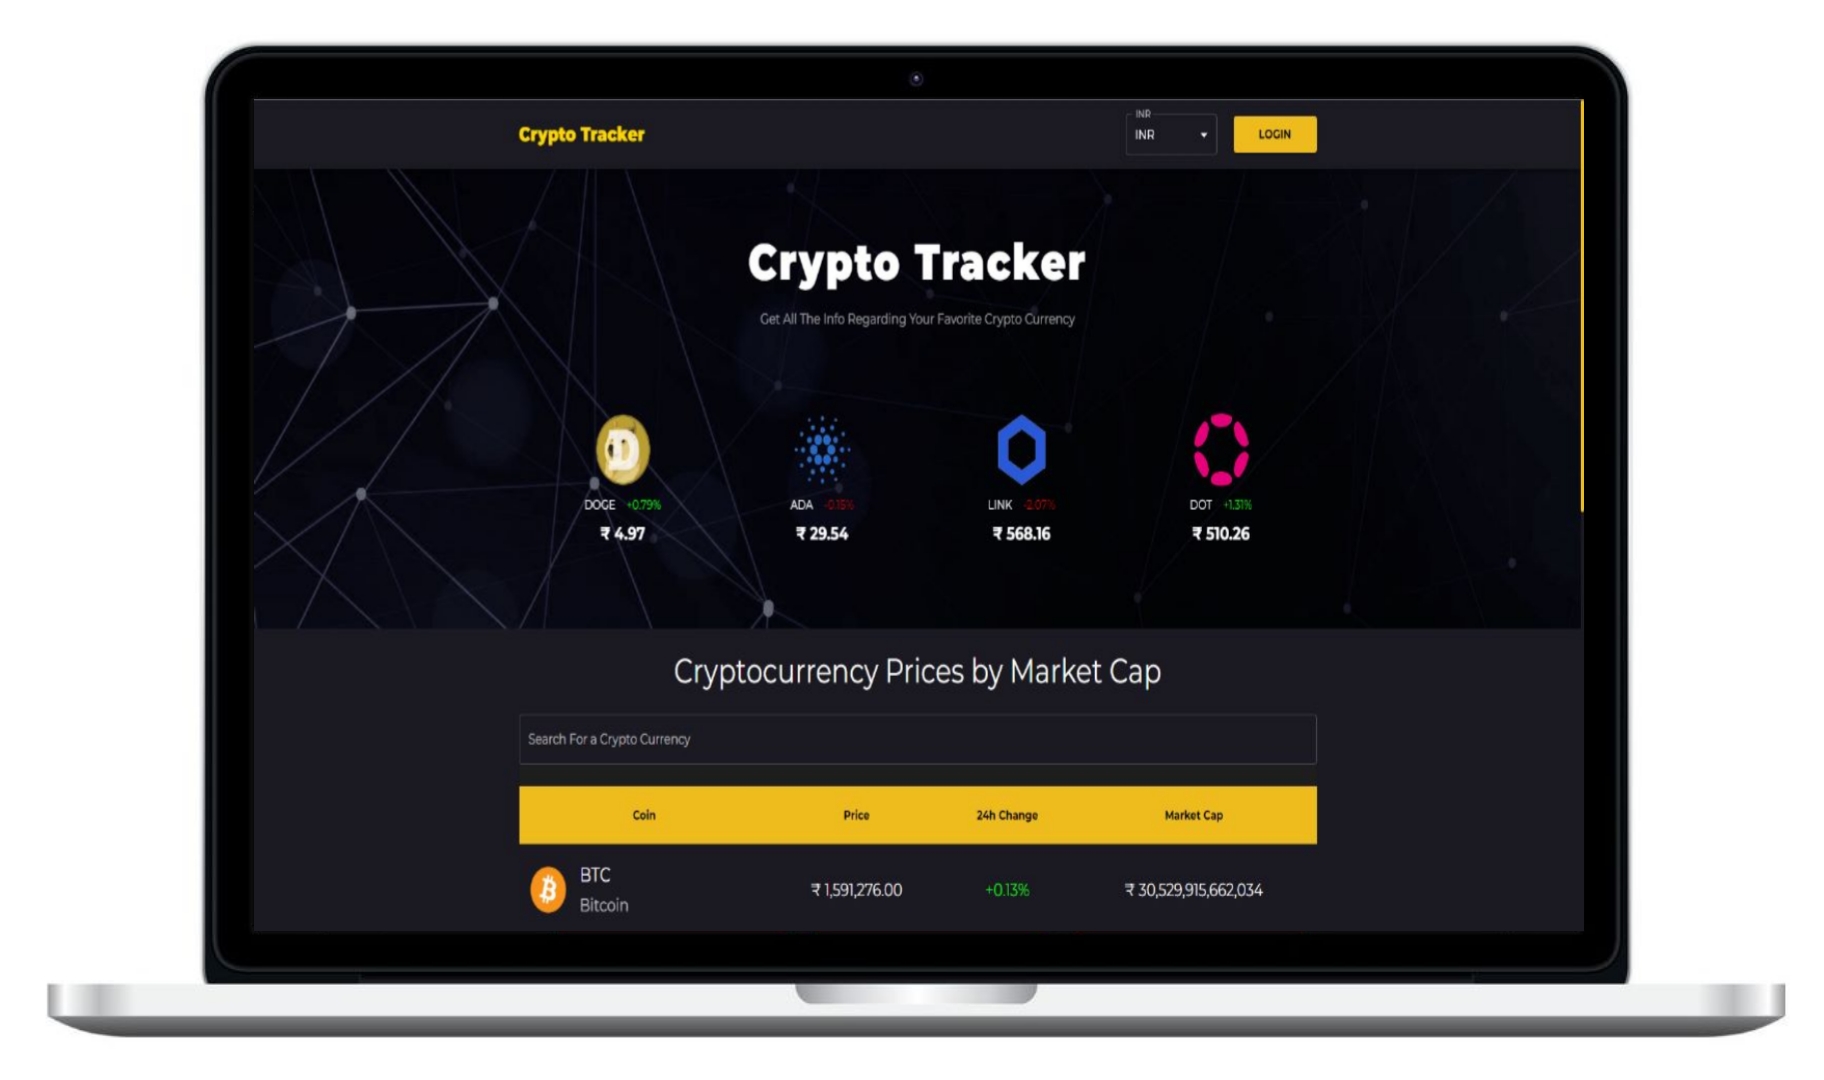 Crypto Tracker
INR
INR
LOGIN
Crypto Tracker
Get All The Info Regarding Your Favorite Crypto Currency
DOGE +0.79%
₹ 4.97
ADA -0.15%
₹ 29.54
LINK -2.07%
₹ 568.16
DOT +1.31%
₹ 510.26
Cryptocurrency Prices by Market Cap
Search For a Crypto Currency
Coin Price 24h Change Market Cap
BTC
Bitcoin
₹ 1,591,276.00 +0.13% ₹ 30,529,915,662,034